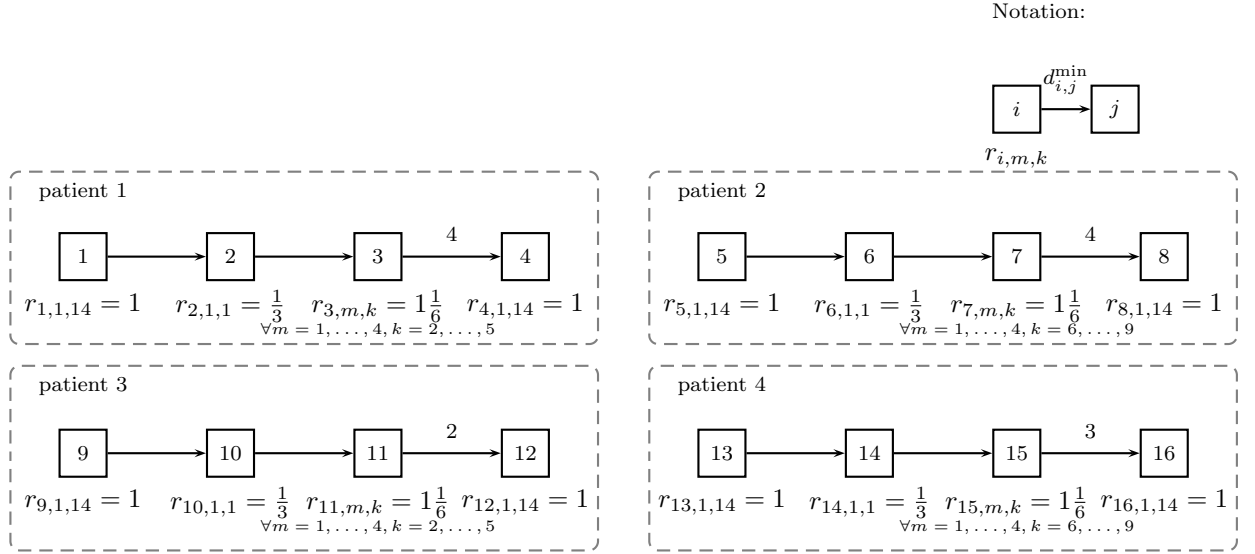 Notation:
d_{i,j}^{min}
i j
r_{i,m,k}
patient 1
4
1 2 3 4
r_{1,1,14} = 1 r_{2,1,1} = 1/3 r_{3,m,k} = 1 1/6 r_{4,1,14} = 1
∀m = 1, . . . , 4, k = 2, . . . , 5
patient 2
4
5 6 7 8
r_{5,1,14} = 1 r_{6,1,1} = 1/3 r_{7,m,k} = 1 1/6 r_{8,1,14} = 1
∀m = 1, . . . , 4, k = 6, . . . , 9
patient 3
2
9 10 11 12
r_{9,1,14} = 1 r_{10,1,1} = 1/3 r_{11,m,k} = 1 1/6 r_{12,1,14} = 1
∀m = 1, . . . , 4, k = 2, . . . , 5
patient 4
3
13 14 15 16
r_{13,1,14} = 1 r_{14,1,1} = 1/3 r_{15,m,k} = 1 1/6 r_{16,1,14} = 1
∀m = 1, . . . , 4, k = 6, . . . , 9